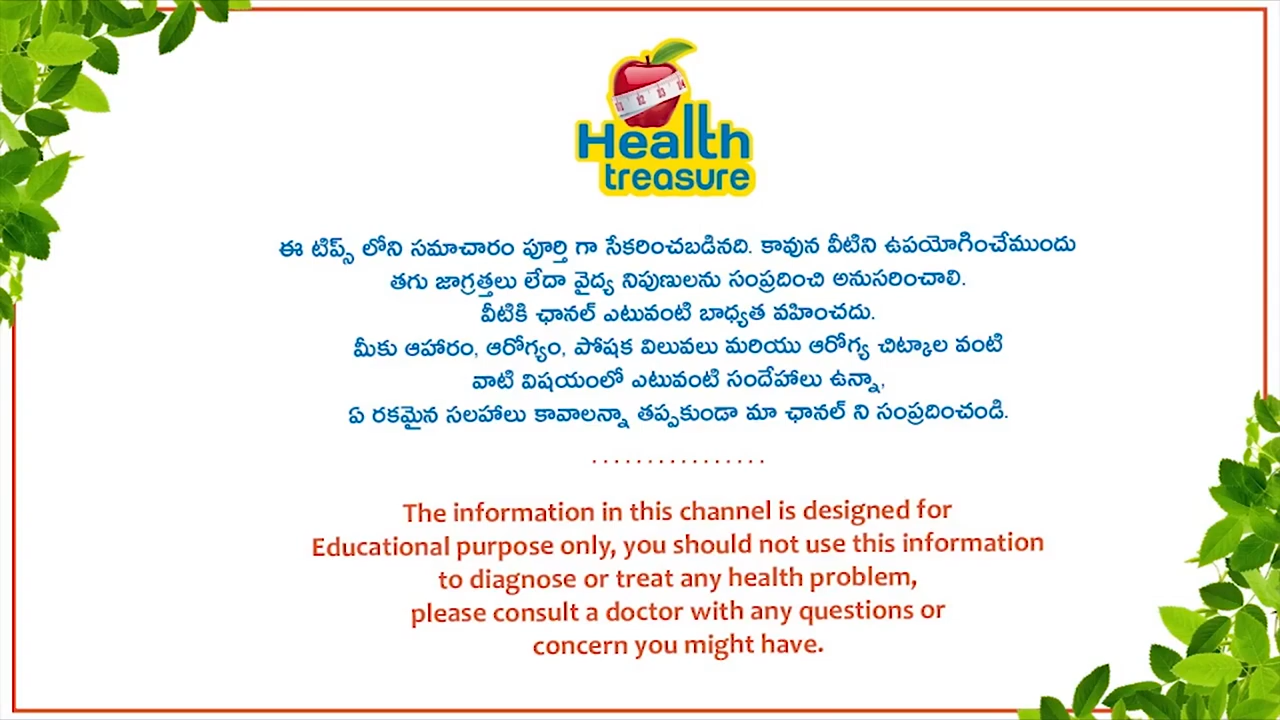 Health
treasure
ఈ టిప్స్ లోని సమాచారం పూర్తి గా సేకరించబడినది. కావున వీటిని ఉపయోగించేముందు
తగు జాగ్రత్తలు లేదా వైద్య నిపుణులను సంప్రదించి అనుసరించాలి.
వీటికి ఛానల్ ఎటువంటి బాధ్యత వహించదు.
మీకు ఆహారం, ఆరోగ్యం, పోషక విలువలు మరియు ఆరోగ్య చిట్కాల వంటి
వాటి విషయంలో ఎటువంటి సందేహాలు ఉన్నా,
ఏ రకమైన సలహాలు కావాలన్నా తప్పకుండా మా ఛానల్ ని సంప్రదించండి.
. . . . . . . . . . . . . . . .
The information in this channel is designed for
Educational purpose only, you should not use this information
to diagnose or treat any health problem,
please consult a doctor with any questions or
concern you might have.